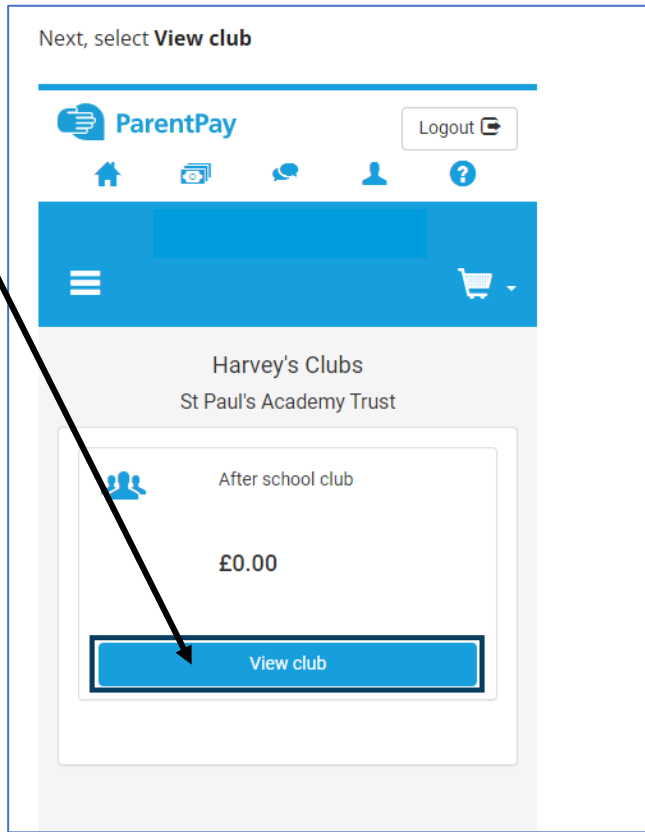 Next, select View club
ParentPay
Logout
Harvey's Clubs
St Paul's Academy Trust
After school club
£0.00
View club